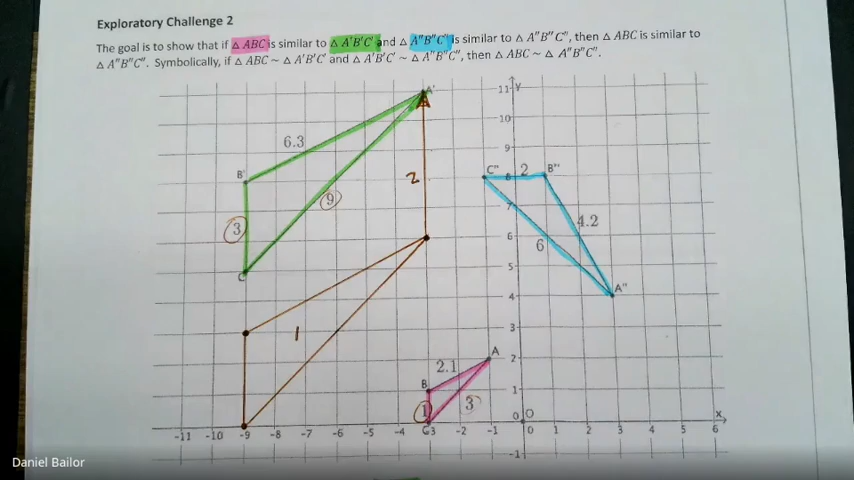 Exploratory Challenge 2
The goal is to show that if △ ABC is similar to △ A′B′C′ and △ A″B″C″ is similar to △ A″B″C″, then △ ABC is similar to
△ A″B″C″. Symbolically, if △ ABC ~ △ A′B′C′ and △ A′B′C′ ~ △ A″B″C″, then △ ABC ~ △ A″B″C″.
A′
11 y
10
6.3
9
B′
C″
8
2
B″
2
9
7
3
4.2
6
6
C
5
A″
4
3
1
A
2
2.1
B
1
1
3
C
0
O
x
-11 -10 -9 -8 -7 -6 -5 -4 -3 -2 -1 0 1 2 3 4 5 6
-1
Daniel Bailor